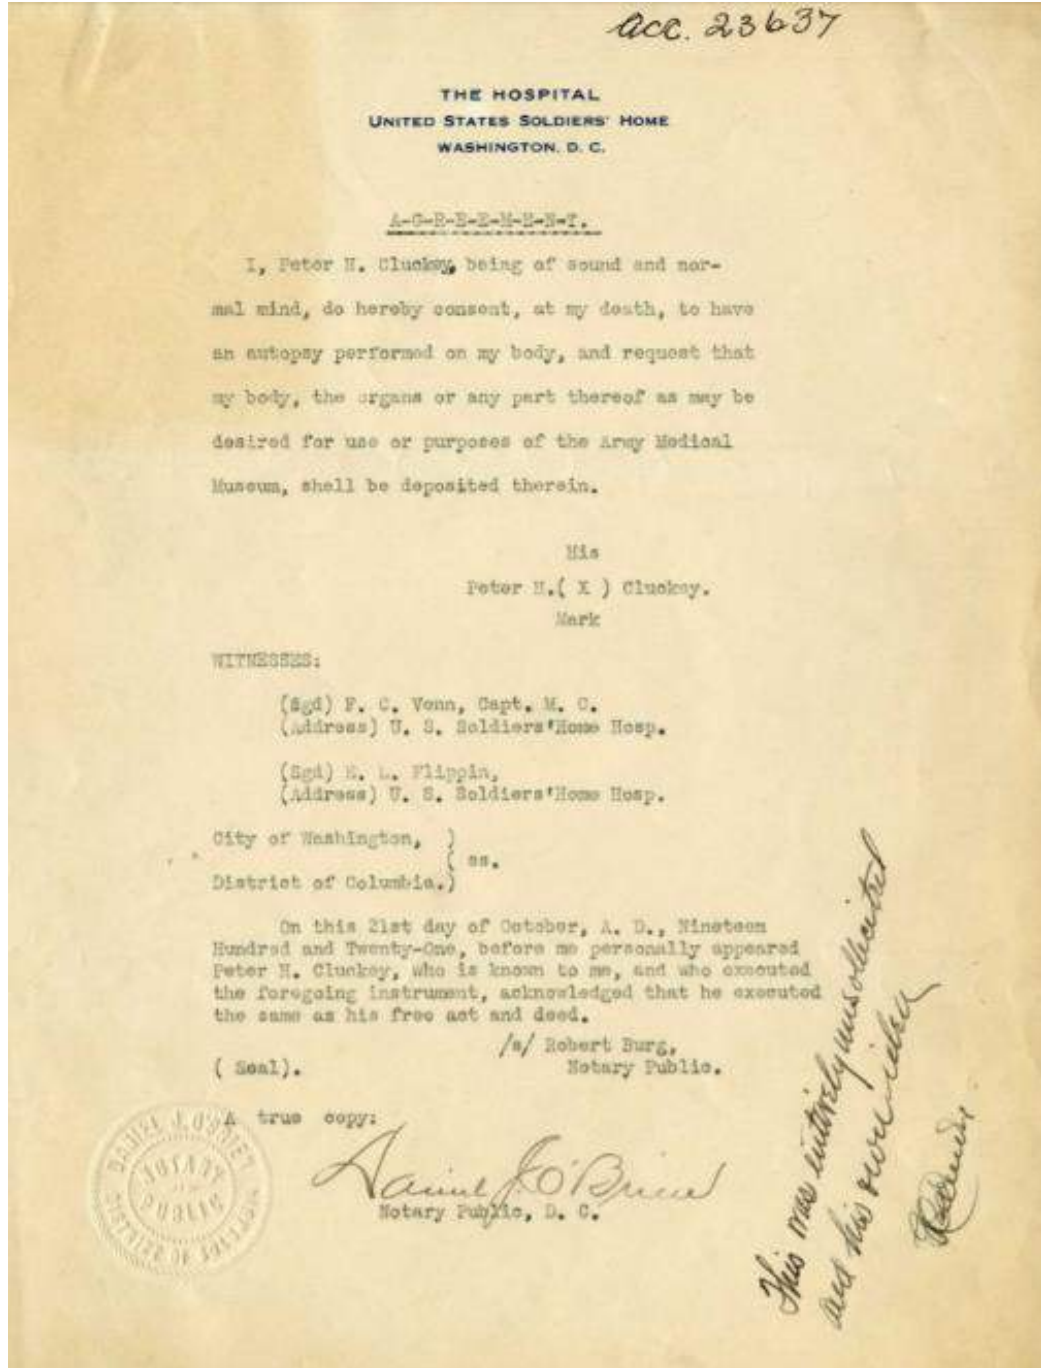 acc. 23637
THE HOSPITAL
UNITED STATES SOLDIERS' HOME
WASHINGTON, D. C.
A-G-R-E-E-M-E-N-T.
I, Peter H. Cluckey, being of sound and nor-
mal mind, do hereby consent, at my death, to have
an autopsy performed on my body, and request that
my body, the organs or any part thereof as may be
desired for use or purposes of the Army Medical
Museum, shall be deposited therein.
His
Peter H.( X ) Cluckey.
Mark
WITNESSES:
(Sgd) F. C. Venn, Capt. M. C.
(Address) U. S. Soldiers'Home Hosp.
(Sgd) E. L. Flippin,
(Address) U. S. Soldiers'Home Hosp.
City of Washington, )
( ss.
District of Columbia.)
On this 21st day of October, A. D., Nineteen
Hundred and Twenty-One, before me personally appeared
Peter H. Cluckey, who is known to me, and who executed
the foregoing instrument, acknowledged that he executed
the same as his free act and deed.
/s/ Robert Burg,
( Seal). Notary Public.
A true copy:
Daniel J. O'Brien
Notary Public, D. C.
DANIEL J. O'BRIEN
NOTARY
PUBLIC
DISTRICT OF COLUMBIA
This was entirely unsolicited
and his own idea